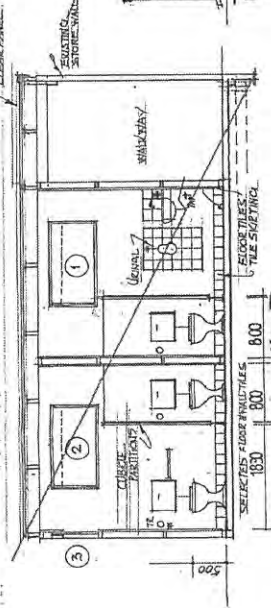 EXISTING
STORE WALL
WALKWAY
URINAL
1
2
3
CUBICLE
PARTITIONS
TR
FLOOR TILES /
TILE SKIRTING
SELECTED FLOOR/WALL TILES
1830 800 800
500